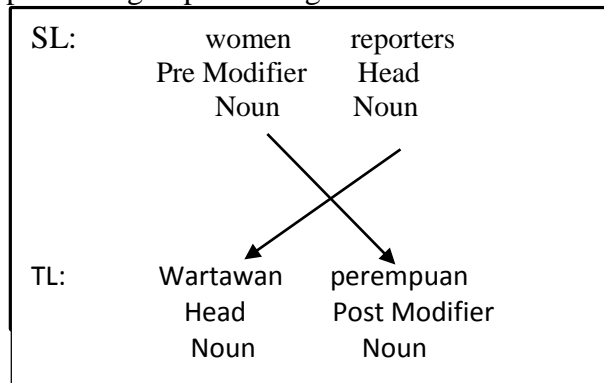 SL: women reporters
Pre Modifier Head
Noun Noun
TL: Wartawan perempuan
Head Post Modifier
Noun Noun